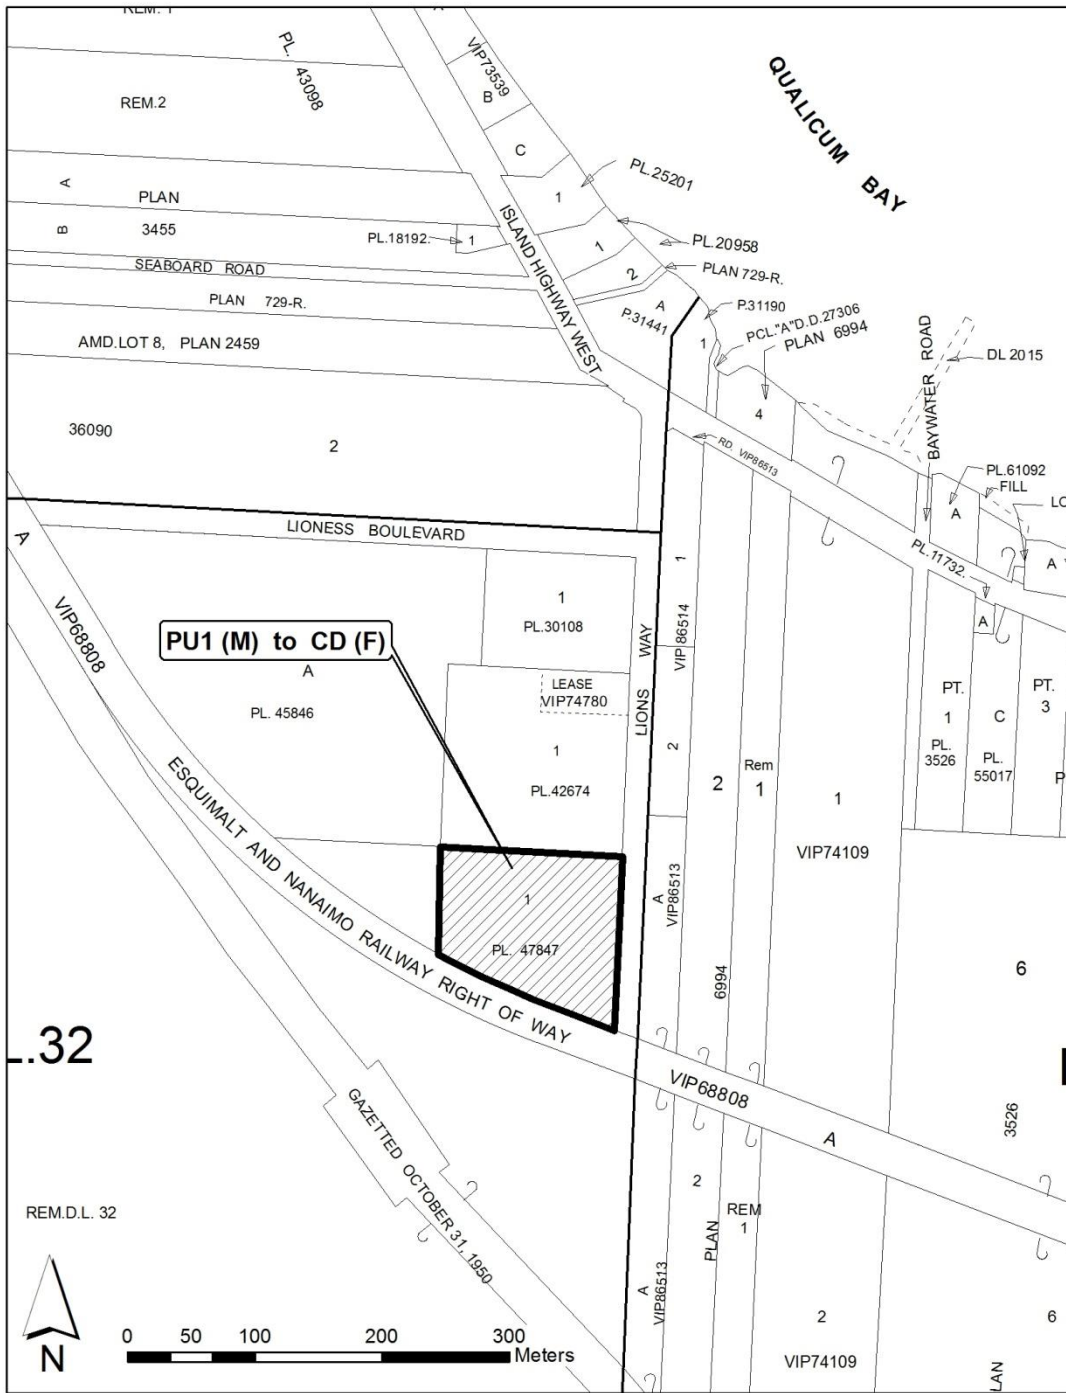 REM. 1
A
PL. 43098
VIP73539
B
REM.2
C
QUALICUM BAY
PL.25201
A
PLAN
1
B
3455
PL.18192.
1
ISLAND HIGHWAY WEST
1
PL.20958
SEABOARD ROAD
2
PLAN 729-R.
PLAN 729-R.
A
P.31441
P.31190
1
PCL."A"D.D.27306
PLAN 6994
AMD.LOT 8, PLAN 2459
BAYWATER ROAD
DL 2015
36090
2
4
RD. VIP86513
PL.61092
FILL
A
LO
LIONESS BOULEVARD
A
PL.11732.
A
A
VIP68808
1
PL.30108
1
VIP86514
A
PU1 (M) to CD (F)
A
PL. 45846
LEASE
VIP74780
LIONS WAY
1
PL.42674
2
2
Rem
1
1
VIP74109
PT.
1
PL.
3526
C
PL.
55017
PT.
3
P
ESQUIMALT AND NANAIMO RAILWAY RIGHT OF WAY
1
PL. 47847
A
VIP86513
6994
6
L.32
VIP68808
A
3526
GAZETTED OCTOBER 31, 1950
REM.D.L. 32
2
PLAN
REM
1
A
VIP86513
2
VIP74109
6
LAN
N
0 50 100 200 300
Meters